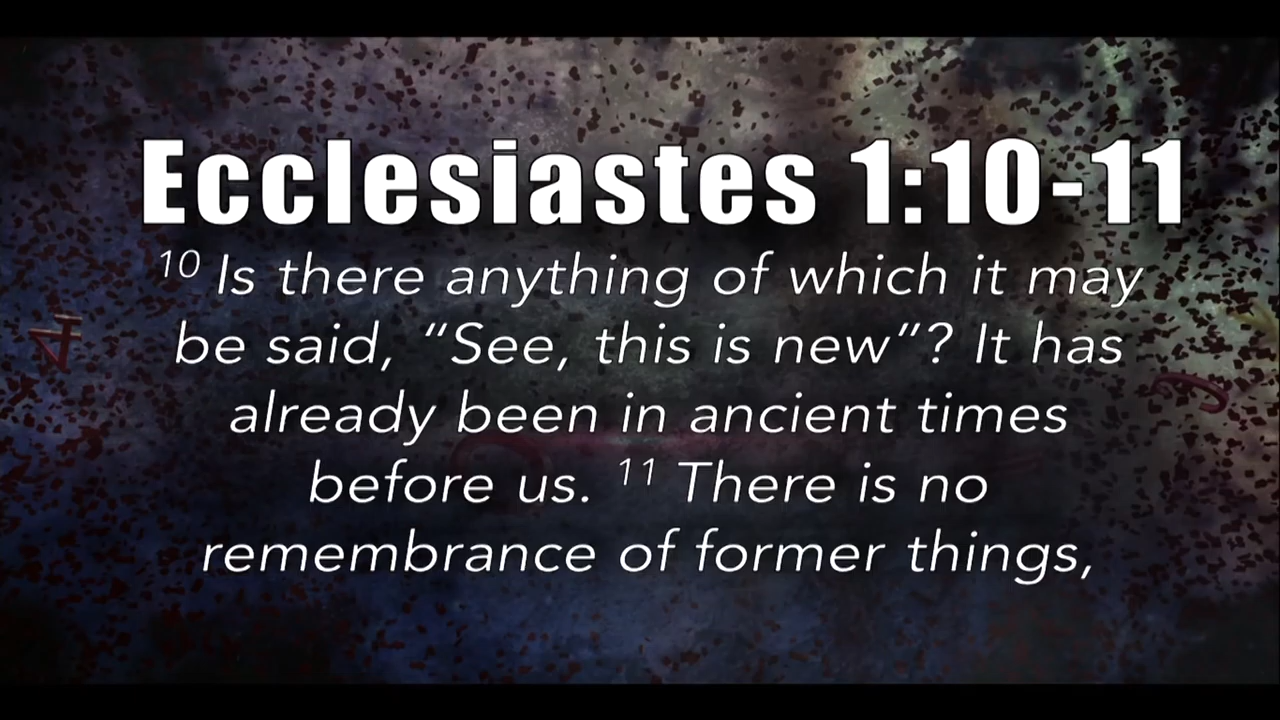 Ecclesiastes 1:10-11
10 Is there anything of which it may
be said, “See, this is new”? It has
already been in ancient times
before us. 11 There is no
remembrance of former things,